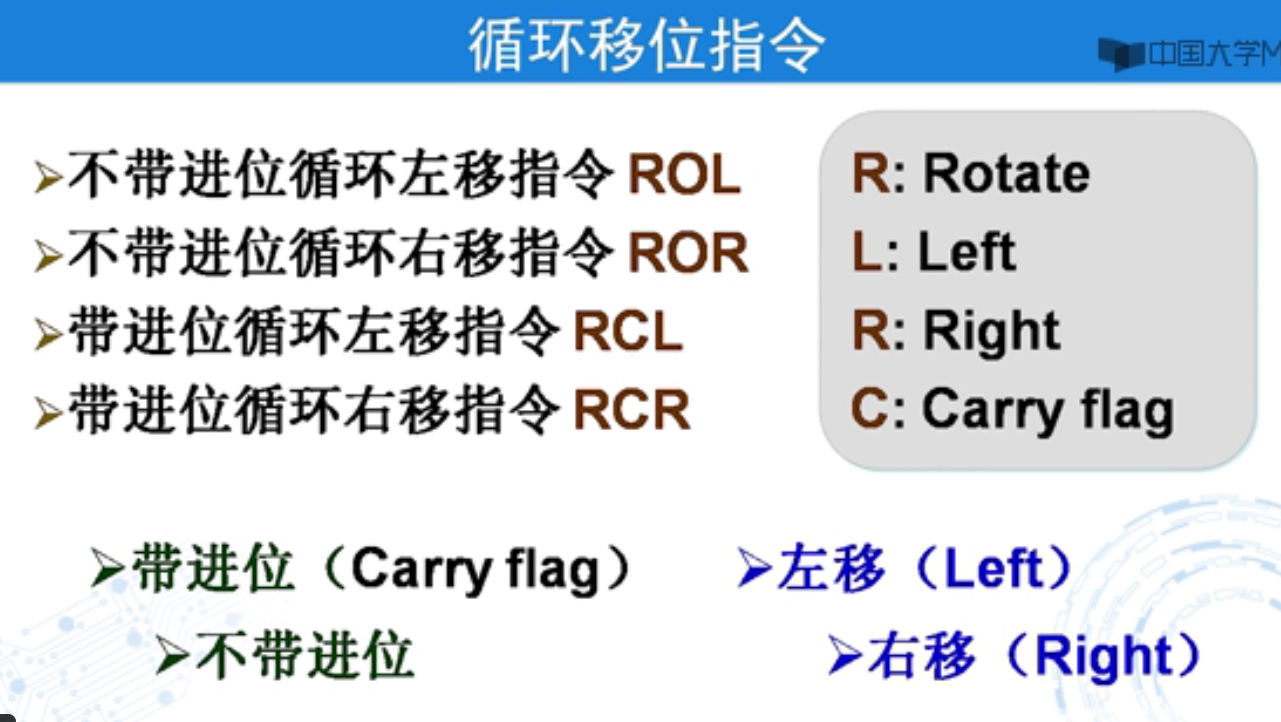 循环移位指令
中国大学M
➢不带进位循环左移指令 ROL
➢不带进位循环右移指令 ROR
➢带进位循环左移指令 RCL
➢带进位循环右移指令 RCR
R: Rotate
L: Left
R: Right
C: Carry flag
➢带进位（Carry flag）
➢不带进位
➢左移（Left）
➢右移（Right）